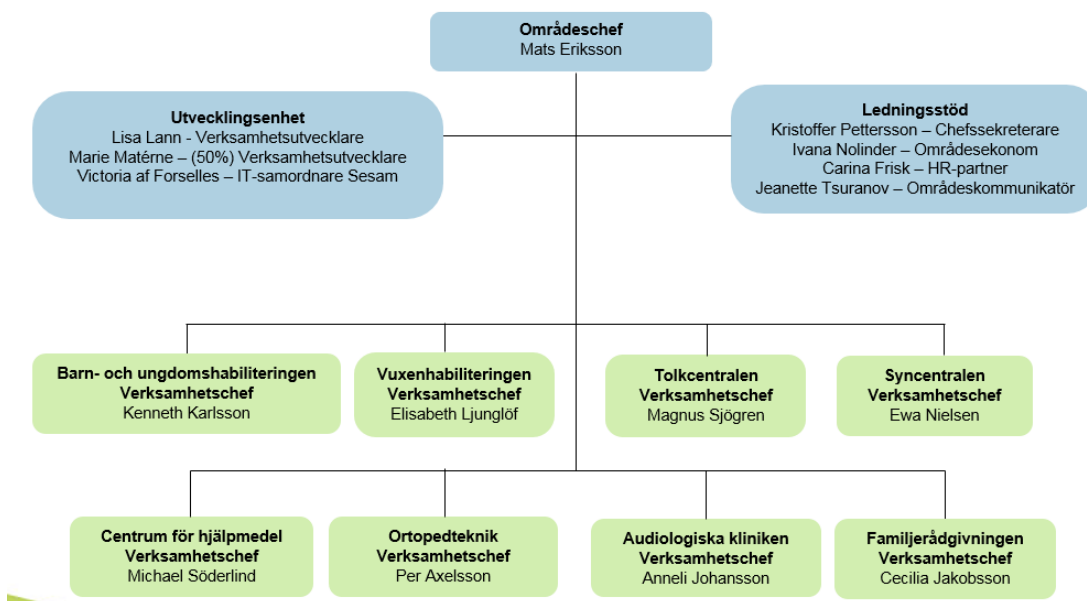 Områdeschef
Mats Eriksson
Utvecklingsenhet
Lisa Lann - Verksamhetsutvecklare
Marie Matérne – (50%) Verksamhetsutvecklare
Victoria af Forselles – IT-samordnare Sesam
Ledningsstöd
Kristoffer Pettersson – Chefssekreterare
Ivana Nolinder – Områdesekonom
Carina Frisk – HR-partner
Jeanette Tsuranov – Områdeskommunikatör
Barn- och ungdomshabiliteringen
Verksamhetschef
Kenneth Karlsson
Vuxenhabiliteringen
Verksamhetschef
Elisabeth Ljunglöf
Tolkcentralen
Verksamhetschef
Magnus Sjögren
Syncentralen
Verksamhetschef
Ewa Nielsen
Centrum för hjälpmedel
Verksamhetschef
Michael Söderlind
Ortopedteknik
Verksamhetschef
Per Axelsson
Audiologiska kliniken
Verksamhetschef
Anneli Johansson
Familjerådgivningen
Verksamhetschef
Cecilia Jakobsson